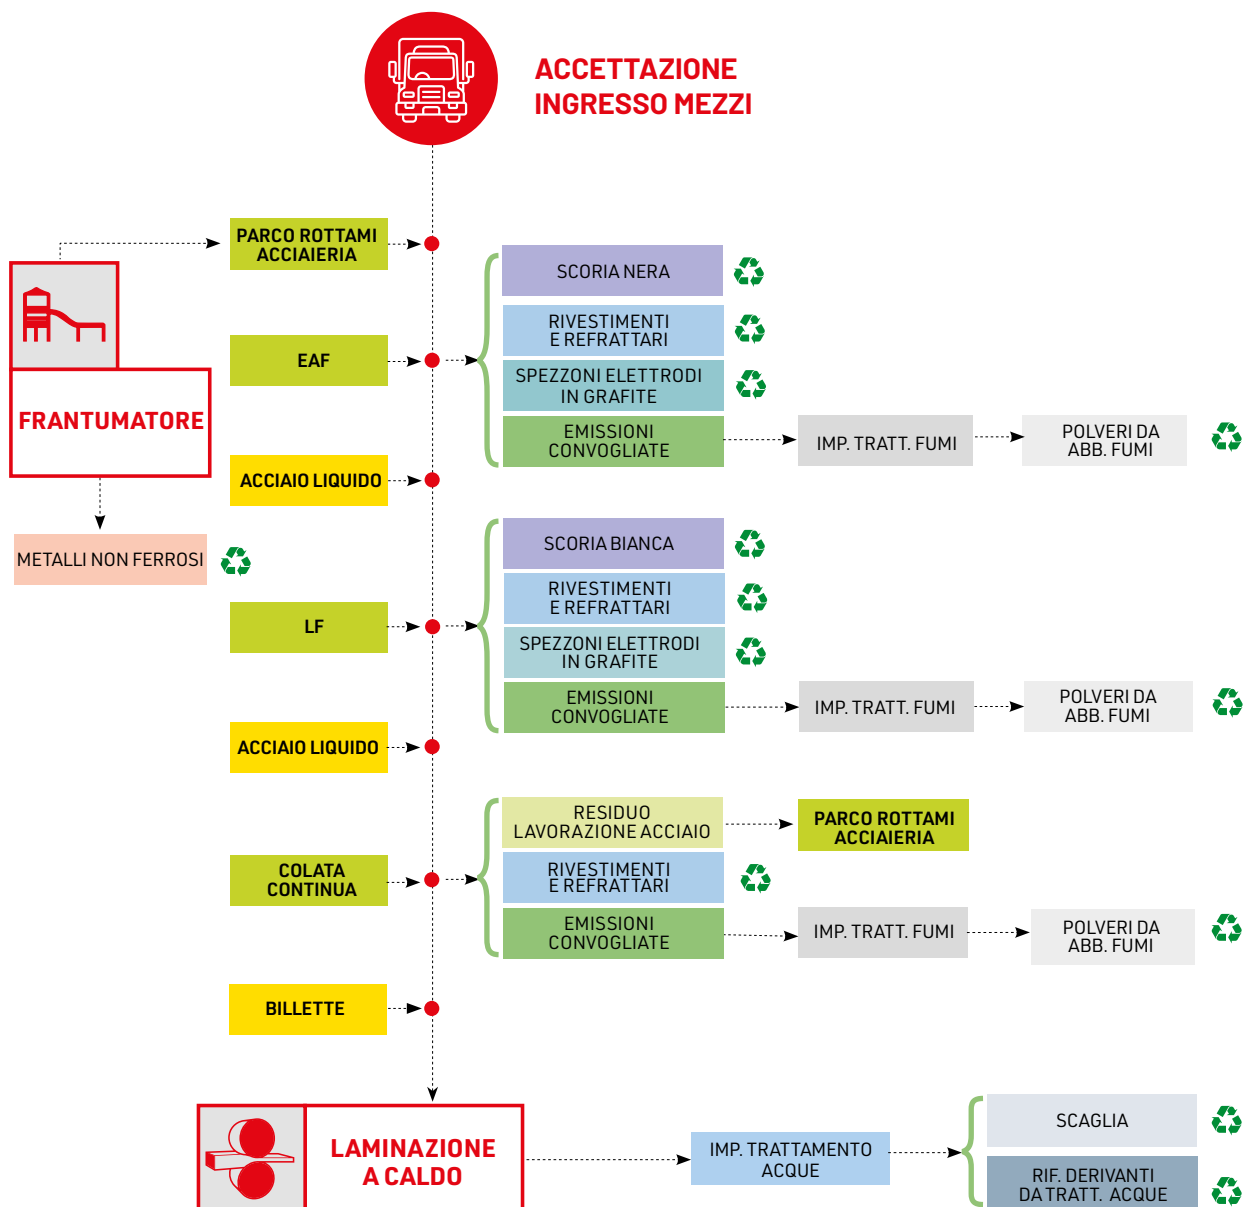 ACCETTAZIONE
INGRESSO MEZZI
PARCO ROTTAMI
ACCIAIERIA
SCORIA NERA
RIVESTIMENTI
E REFRATTARI
EAF
SPEZZONI ELETTRODI
IN GRAFITE
FRANTUMATORE
EMISSIONI
CONVOGLIATE
IMP. TRATT. FUMI
POLVERI DA
ABB. FUMI
ACCIAIO LIQUIDO
METALLI NON FERROSI
SCORIA BIANCA
RIVESTIMENTI
E REFRATTARI
LF
SPEZZONI ELETTRODI
IN GRAFITE
EMISSIONI
CONVOGLIATE
IMP. TRATT. FUMI
POLVERI DA
ABB. FUMI
ACCIAIO LIQUIDO
RESIDUO
LAVORAZIONE ACCIAIO
PARCO ROTTAMI
ACCIAIERIA
COLATA
CONTINUA
RIVESTIMENTI
E REFRATTARI
EMISSIONI
CONVOGLIATE
IMP. TRATT. FUMI
POLVERI DA
ABB. FUMI
BILLETTE
LAMINAZIONE
A CALDO
IMP. TRATTAMENTO
ACQUE
SCAGLIA
RIF. DERIVANTI
DA TRATT. ACQUE